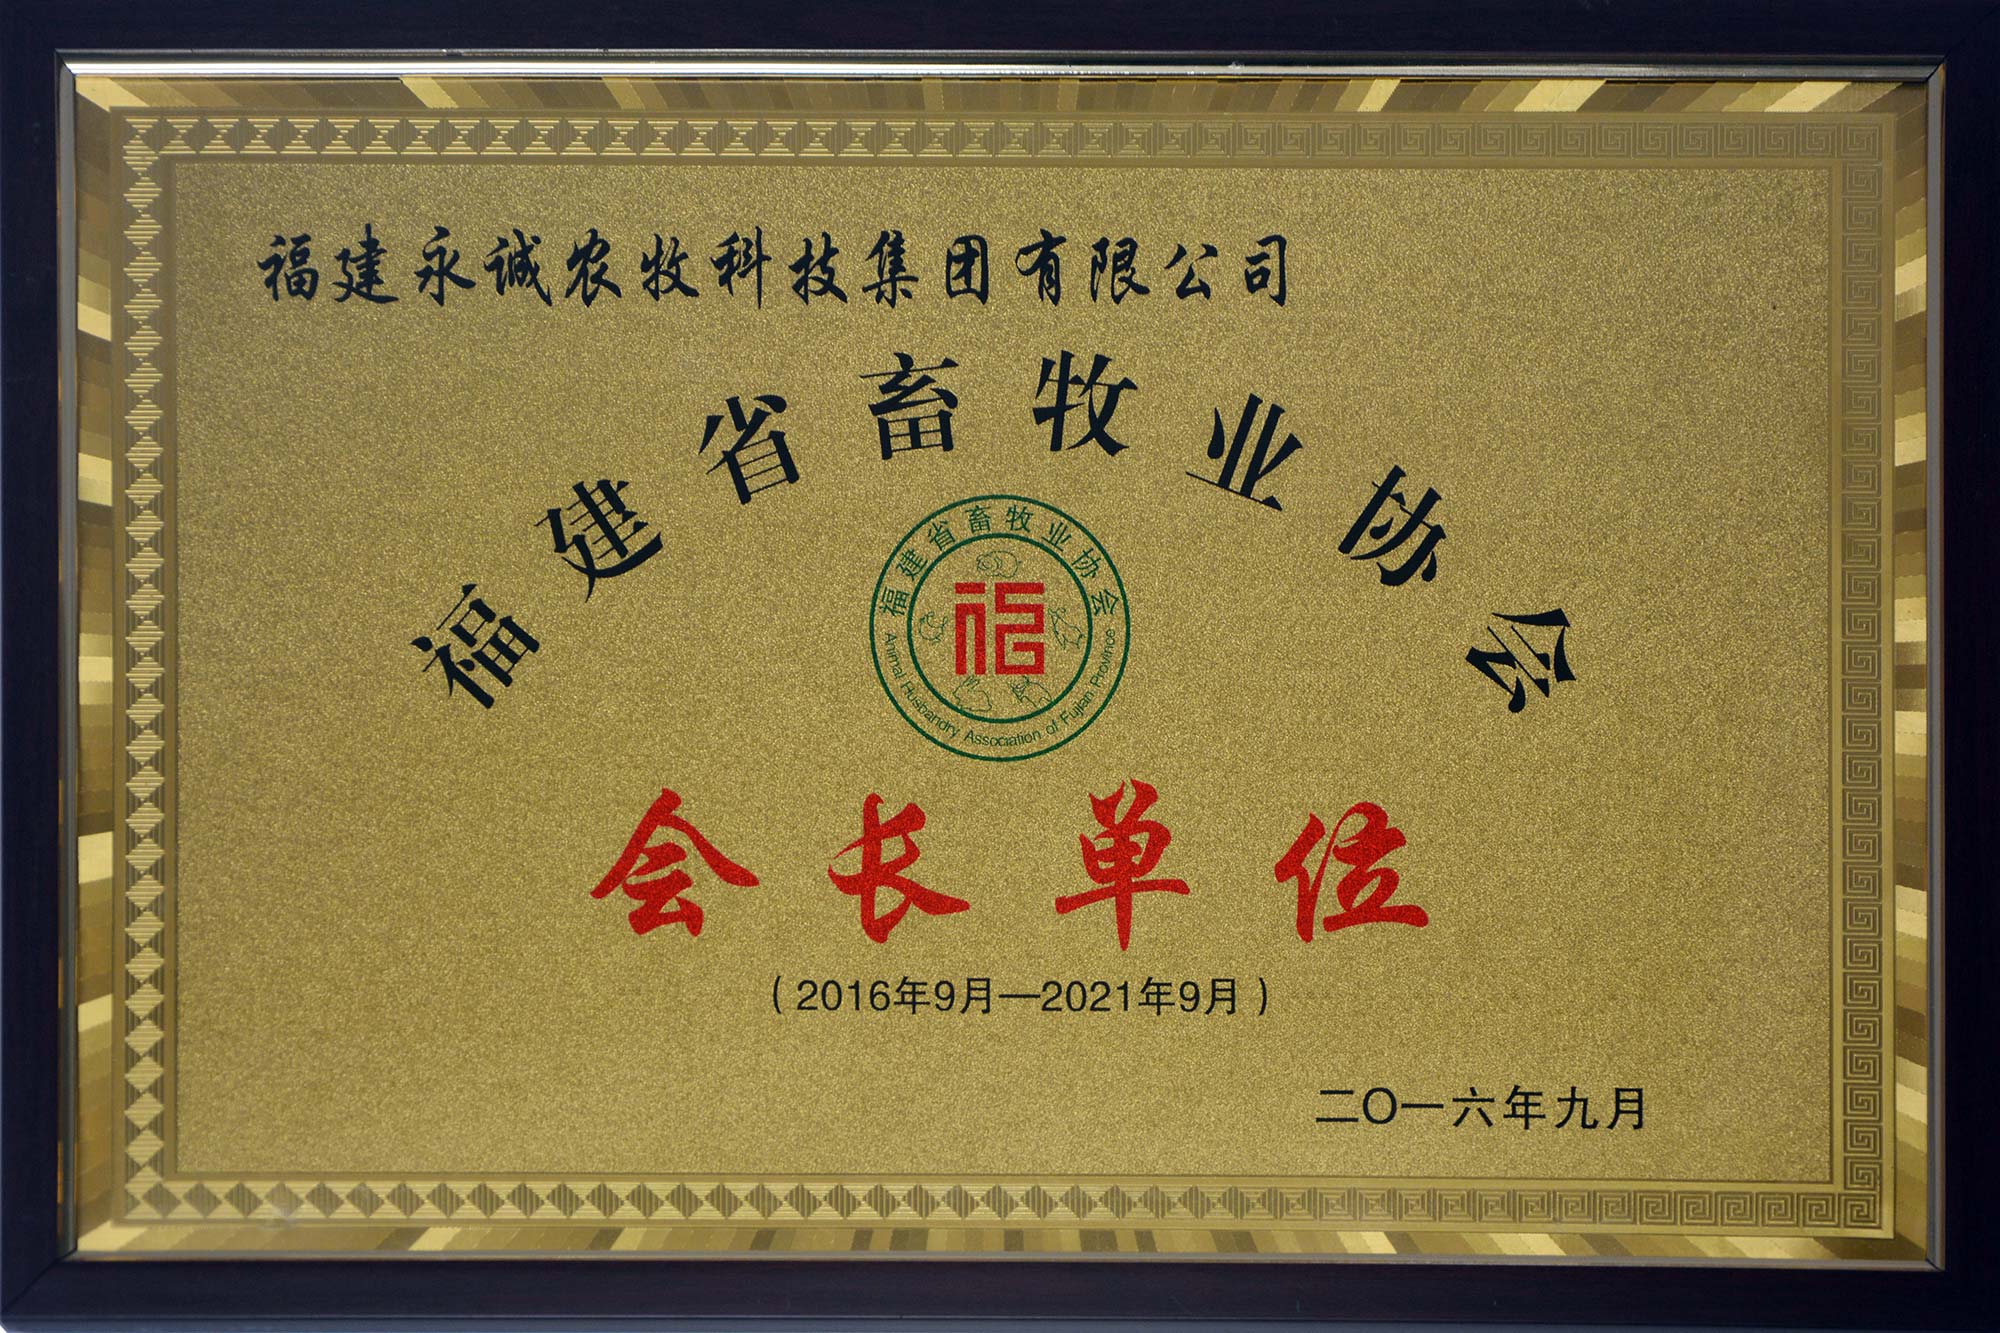 福建永诚农牧科技集团有限公司
福建省畜牧业协会
福建省畜牧业协会
福
Animal Husbandry Association of Fujian Province
会长单位
（2016年9月—2021年9月）
二〇一六年九月